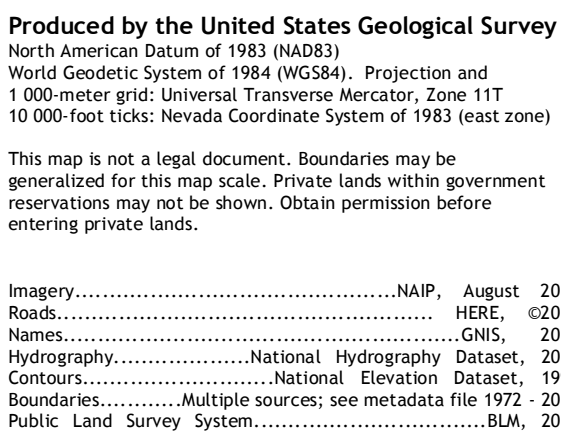 Produced by the United States Geological Survey
North American Datum of 1983 (NAD83)
World Geodetic System of 1984 (WGS84). Projection and
1 000-meter grid: Universal Transverse Mercator, Zone 11T
10 000-foot ticks: Nevada Coordinate System of 1983 (east zone)
This map is not a legal document. Boundaries may be
generalized for this map scale. Private lands within government
reservations may not be shown. Obtain permission before
entering private lands.
Imagery................................................NAIP, August 20
Roads........................................................ HERE, ©20
Names...........................................................GNIS, 20
Hydrography....................National Hydrography Dataset, 20
Contours............................National Elevation Dataset, 19
Boundaries............Multiple sources; see metadata file 1972 - 20
Public Land Survey System..................................BLM, 20